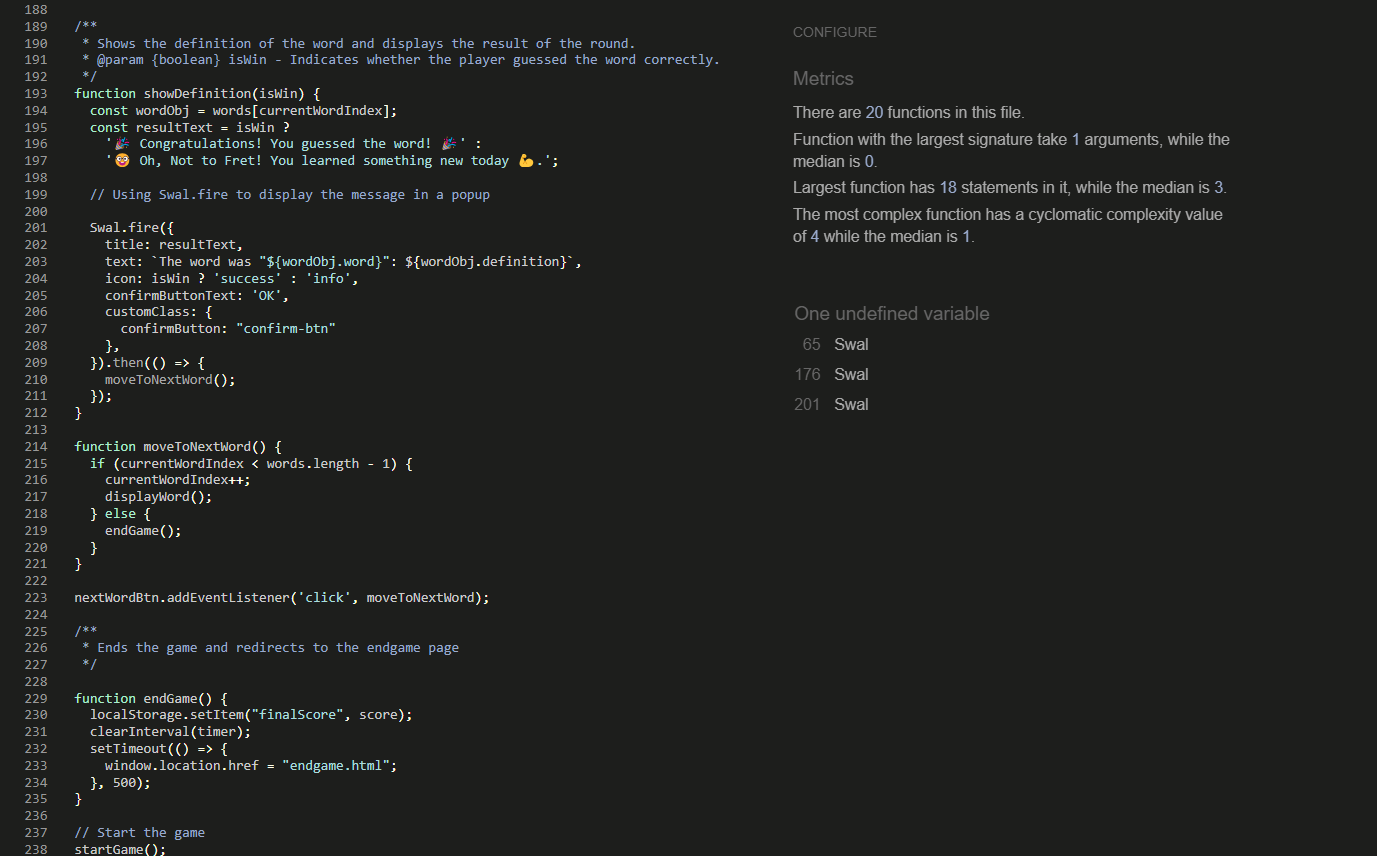 188
189 /**
190 * Shows the definition of the word and displays the result of the round.
191 * @param {boolean} isWin - Indicates whether the player guessed the word correctly.
192 */
193 function showDefinition(isWin) {
194 const wordObj = words[currentWordIndex];
195 const resultText = isWin ?
196 '🎉 Congratulations! You guessed the word! 🎉' :
197 '🤡 Oh, Not to Fret! You learned something new today 💪.';
198
199 // Using Swal.fire to display the message in a popup
200
201 Swal.fire({
202 title: resultText,
203 text: `The word was "${wordObj.word}": ${wordObj.definition}`,
204 icon: isWin ? 'success' : 'info',
205 confirmButtonText: 'OK',
206 customClass: {
207 confirmButton: "confirm-btn"
208 },
209 }).then(() => {
210 moveToNextWord();
211 });
212 }
213
214 function moveToNextWord() {
215 if (currentWordIndex < words.length - 1) {
216 currentWordIndex++;
217 displayWord();
218 } else {
219 endGame();
220 }
221 }
222
223 nextWordBtn.addEventListener('click', moveToNextWord);
224
225 /**
226 * Ends the game and redirects to the endgame page
227 */
228
229 function endGame() {
230 localStorage.setItem("finalScore", score);
231 clearInterval(timer);
232 setTimeout(() => {
233 window.location.href = "endgame.html";
234 }, 500);
235 }
236
237 // Start the game
238 startGame();
CONFIGURE
Metrics
There are 20 functions in this file.
Function with the largest signature take 1 arguments, while the
median is 0.
Largest function has 18 statements in it, while the median is 3.
The most complex function has a cyclomatic complexity value
of 4 while the median is 1.
One undefined variable
65 Swal
176 Swal
201 Swal